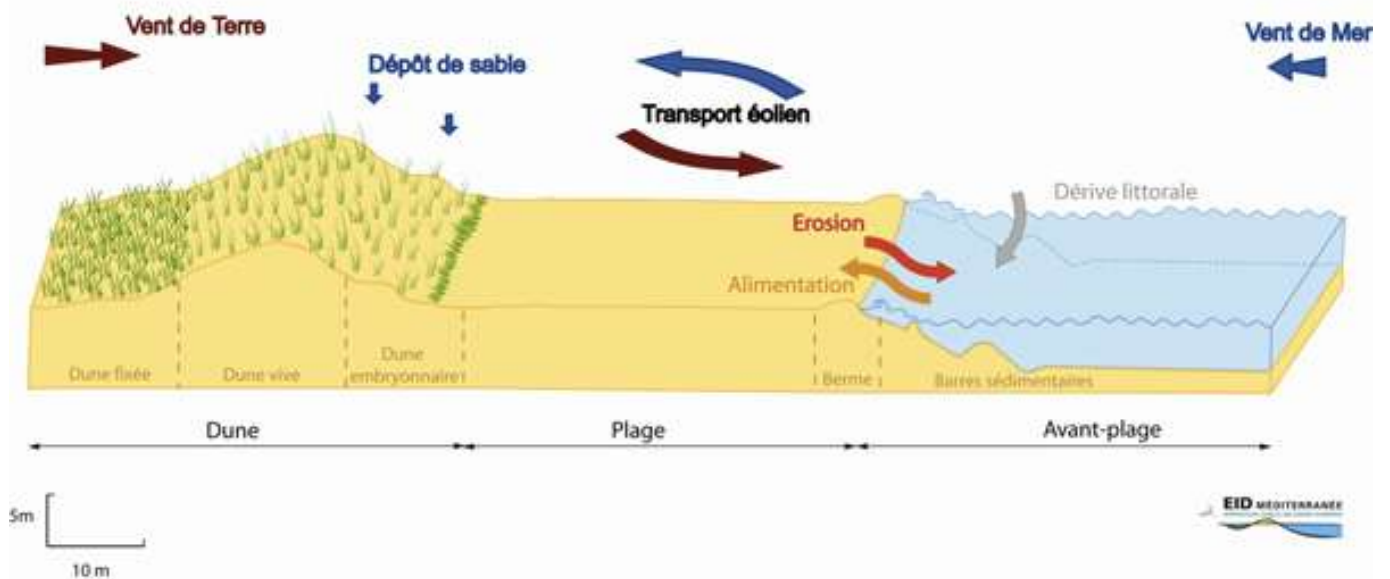 Vent de Terre
Vent de Mer
Dépôt de sable
Transport éolien
Dérive littorale
Erosion
Alimentation
Dune fixée
Dune vive
Dune
embryonnaire
Berme
Barres sédimentaires
Dune
Plage
Avant-plage
5m
10 m
EID MÉDITERRANÉE